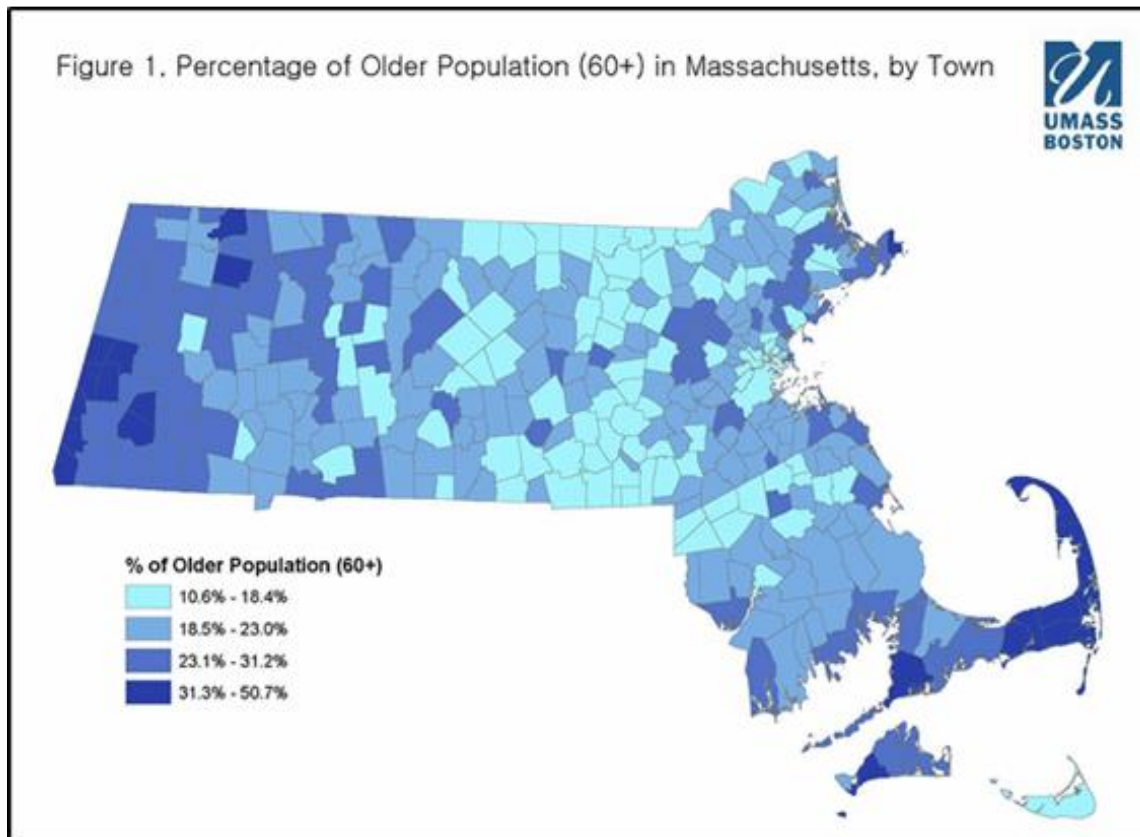 Figure 1. Percentage of Older Population (60+) in Massachusetts, by Town
UMASS
BOSTON
% of Older Population (60+)
10.6% - 18.4%
18.5% - 23.0%
23.1% - 31.2%
31.3% - 50.7%